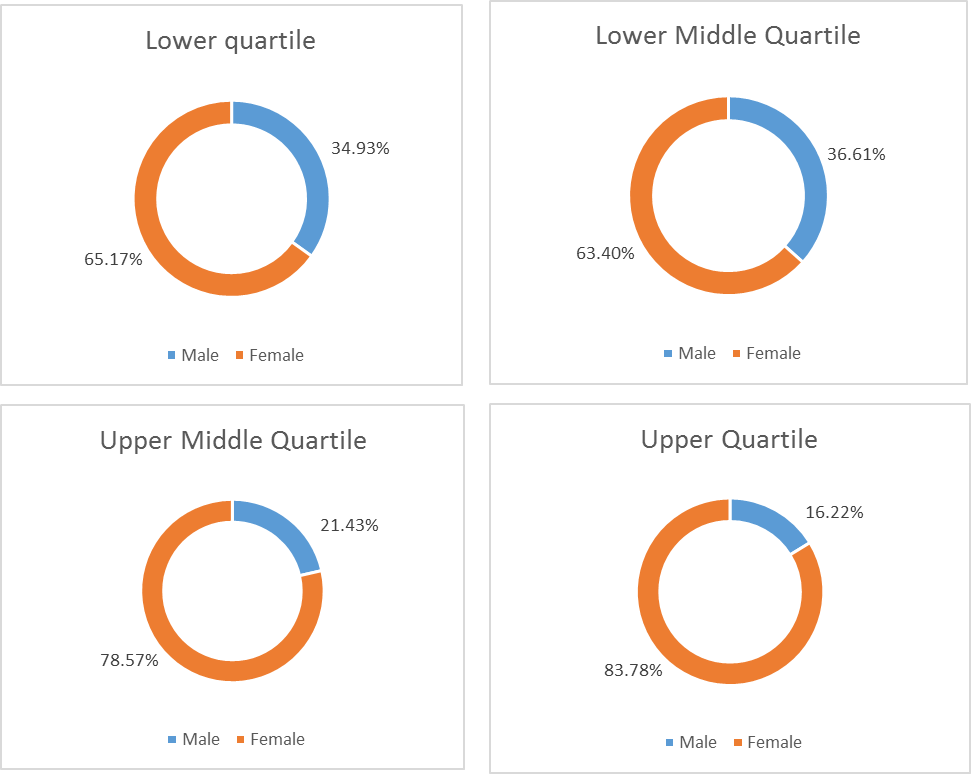 Lower quartile
34.93%
65.17%
Male Female
Lower Middle Quartile
36.61%
63.40%
Male Female
Upper Middle Quartile
21.43%
78.57%
Male Female
Upper Quartile
16.22%
83.78%
Male Female